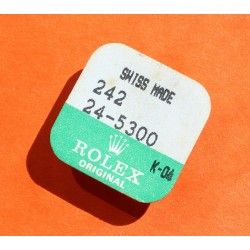 SWISS MADE
242
24-5300
K-04
ROLEX
ORIGINAL